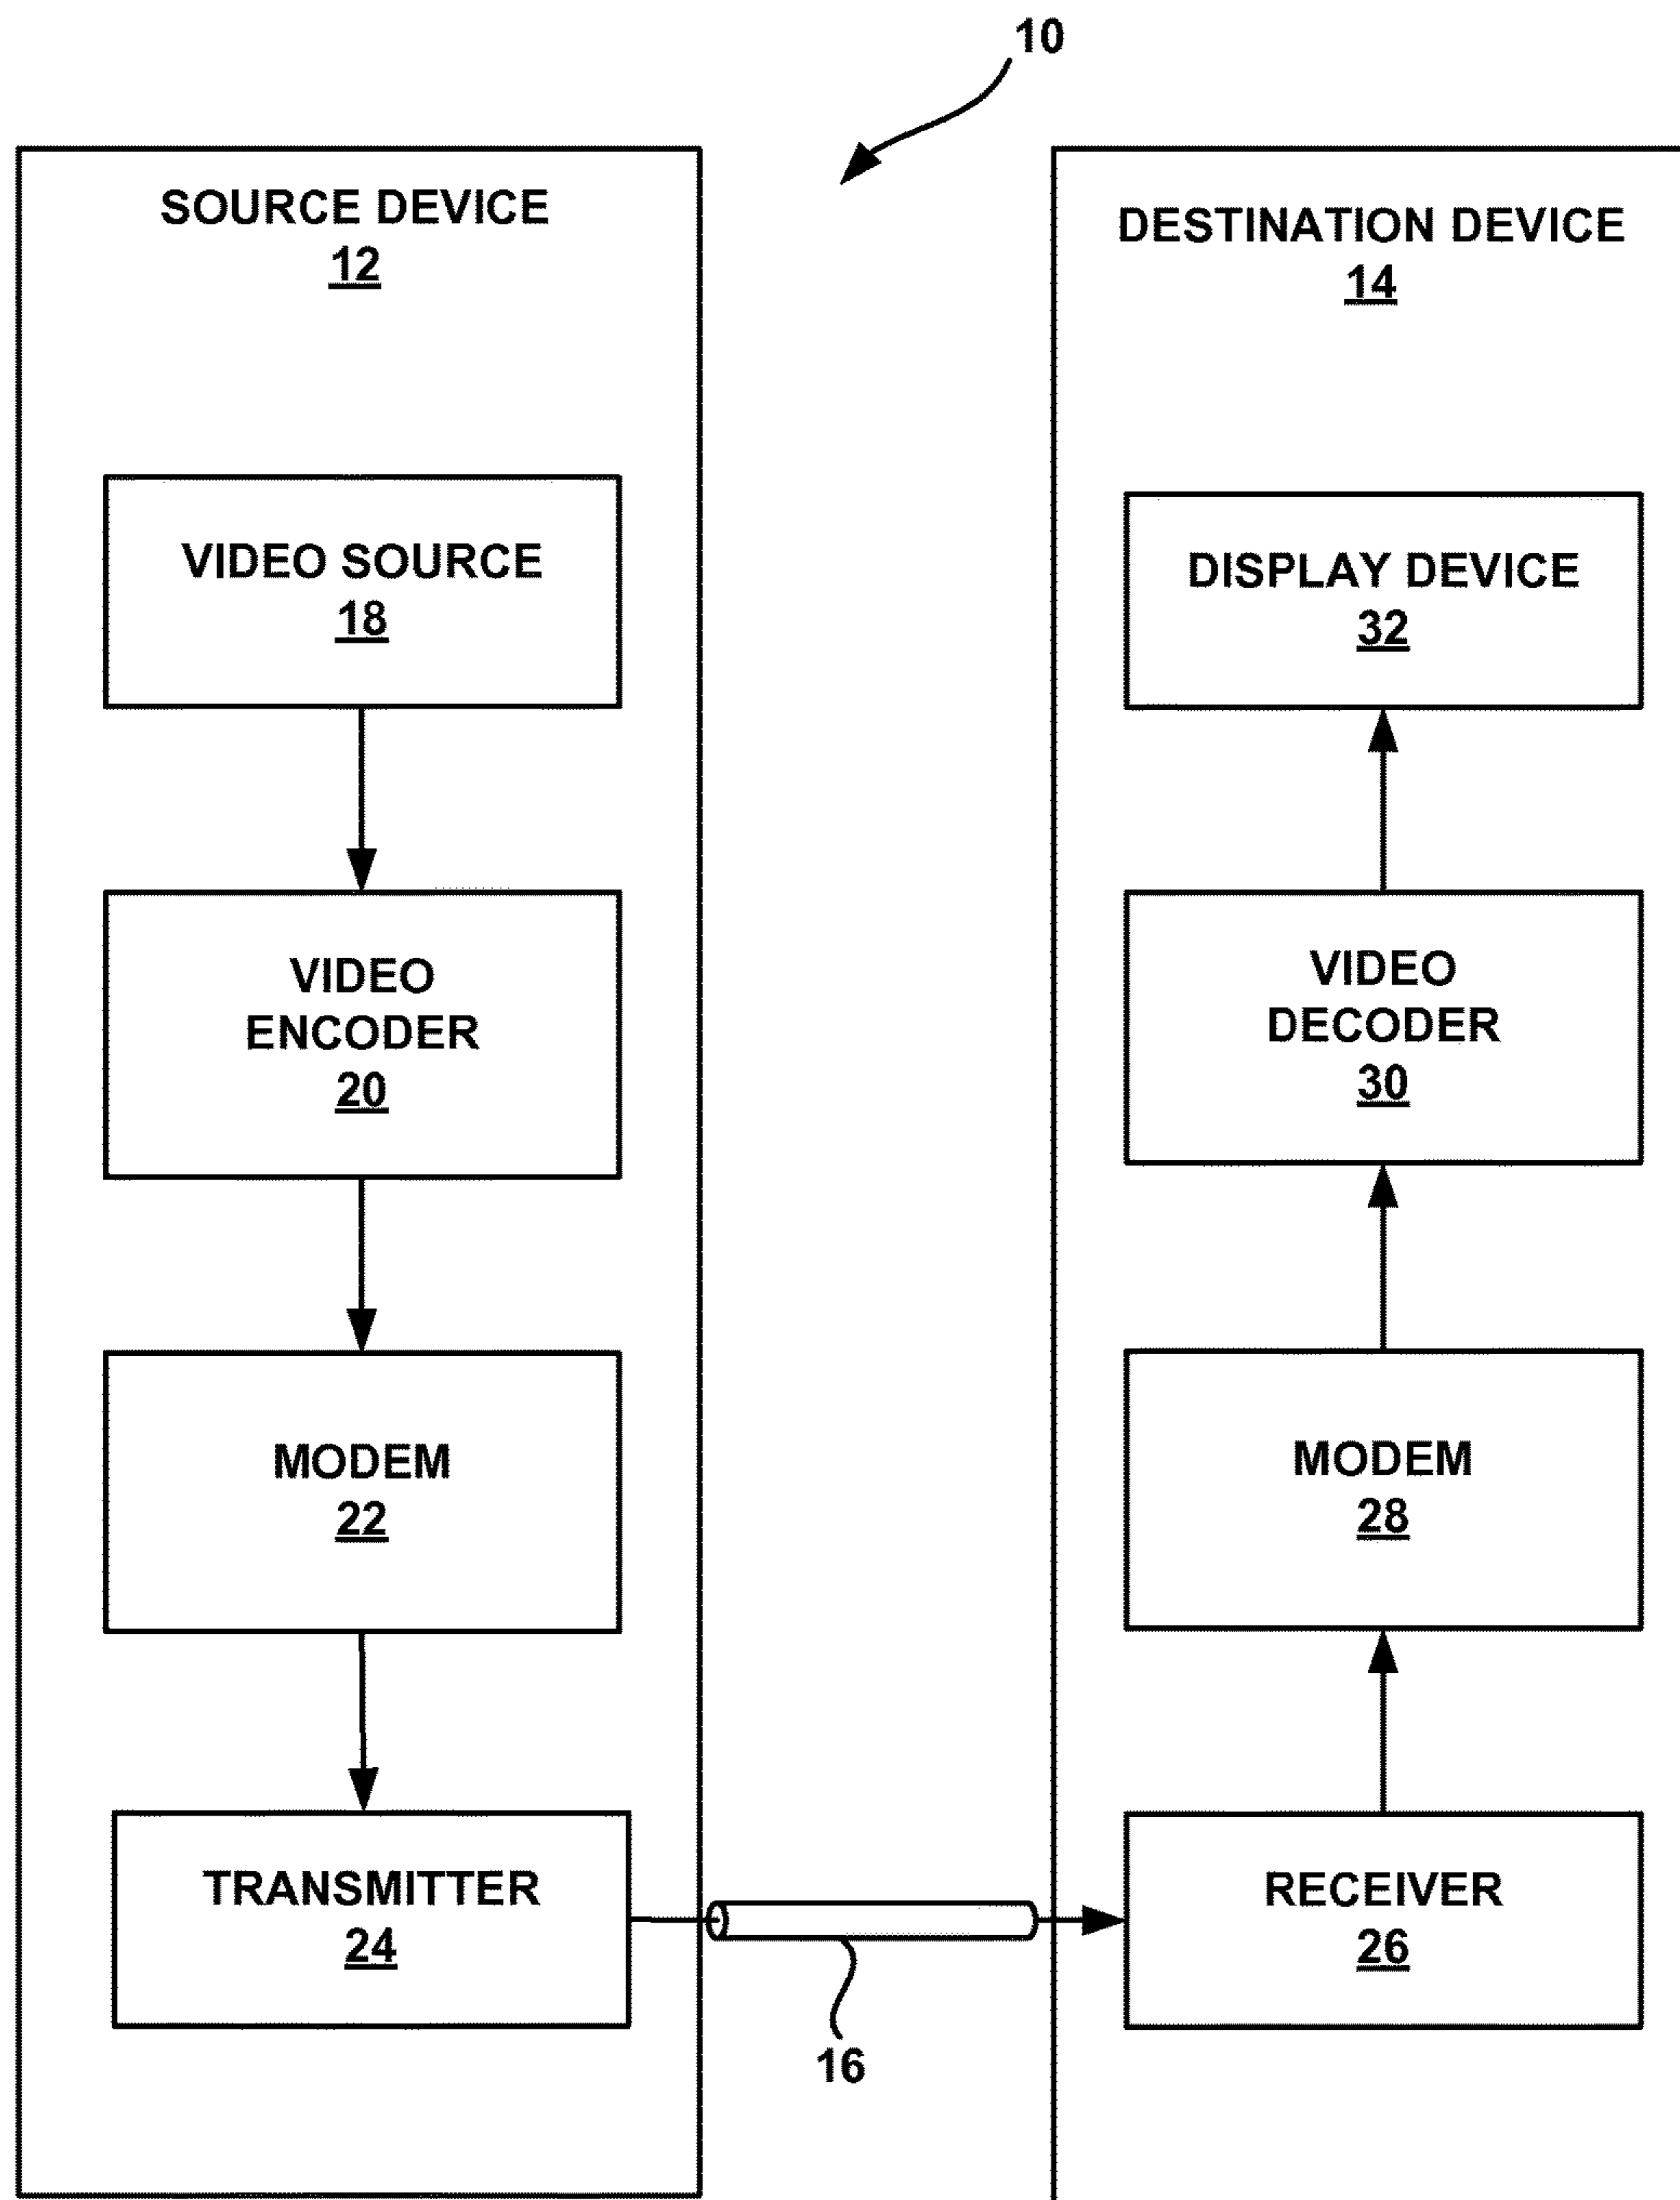 10
SOURCE DEVICE
12
VIDEO SOURCE
18
VIDEO
ENCODER
20
MODEM
22
TRANSMITTER
24
16
DESTINATION DEVICE
14
DISPLAY DEVICE
32
VIDEO
DECODER
30
MODEM
28
RECEIVER
26